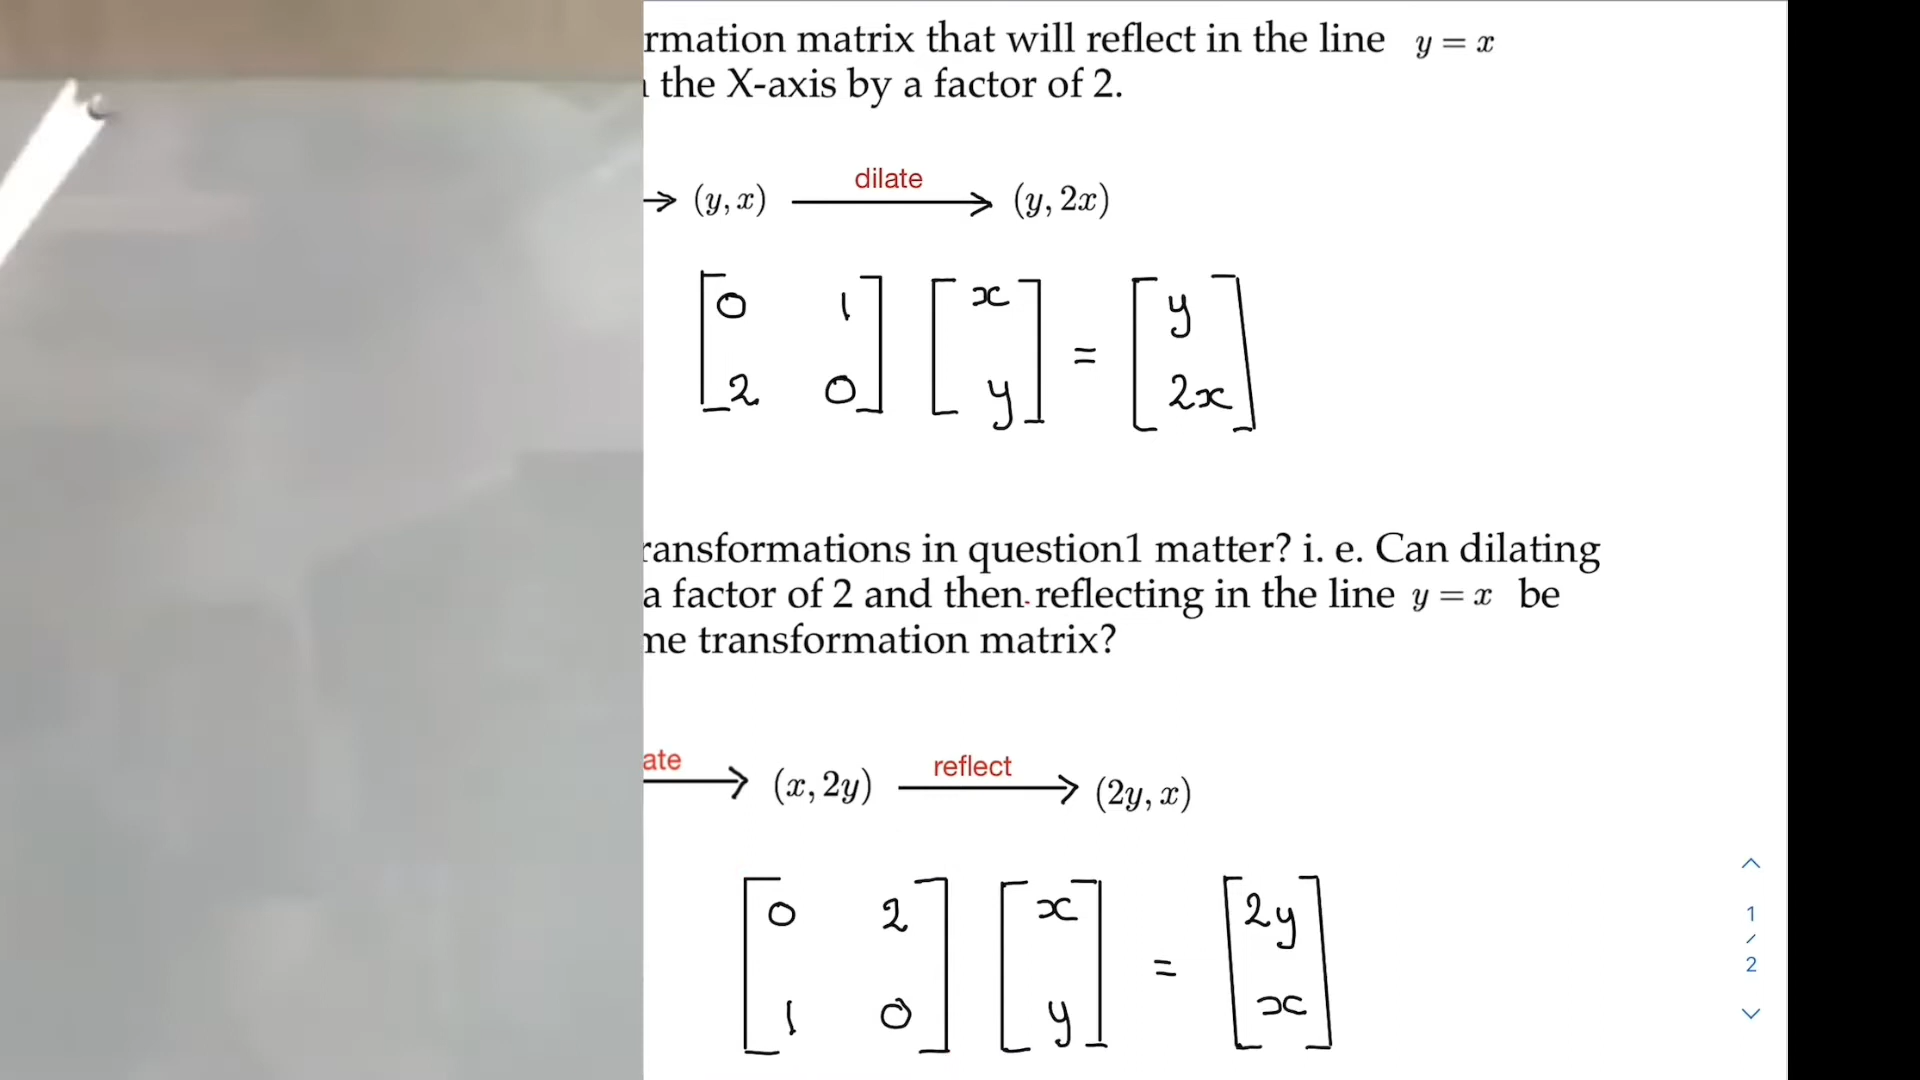 rmation matrix that will reflect in the line y = x
the X-axis by a factor of 2.
dilate
→ (y, x) → (y, 2x)
[0 1] [x] = [y]
[2 0] [y] [2x]
ransformations in question1 matter? i. e. Can dilating
a factor of 2 and then reflecting in the line y = x be
me transformation matrix?
ate reflect
→ (x, 2y) → (2y, x)
[0 2] [x] = [2y]
[1 0] [y] [x]
1
/
2